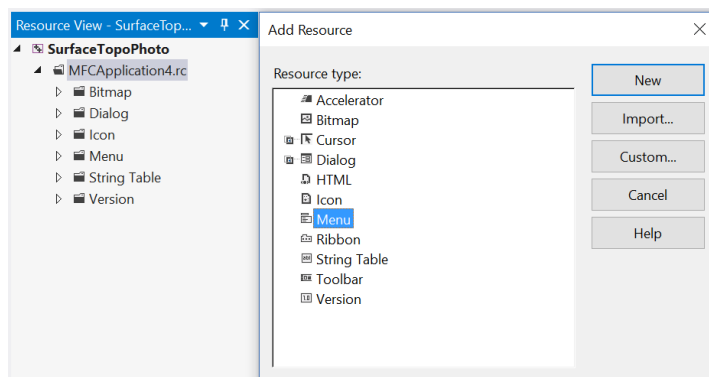 Resource View - SurfaceTop...
SurfaceTopoPhoto
MFCApplication4.rc
Bitmap
Dialog
Icon
Menu
String Table
Version
Add Resource
Resource type:
Accelerator
Bitmap
Cursor
Dialog
HTML
Icon
Menu
Ribbon
String Table
Toolbar
Version
New
Import...
Custom...
Cancel
Help